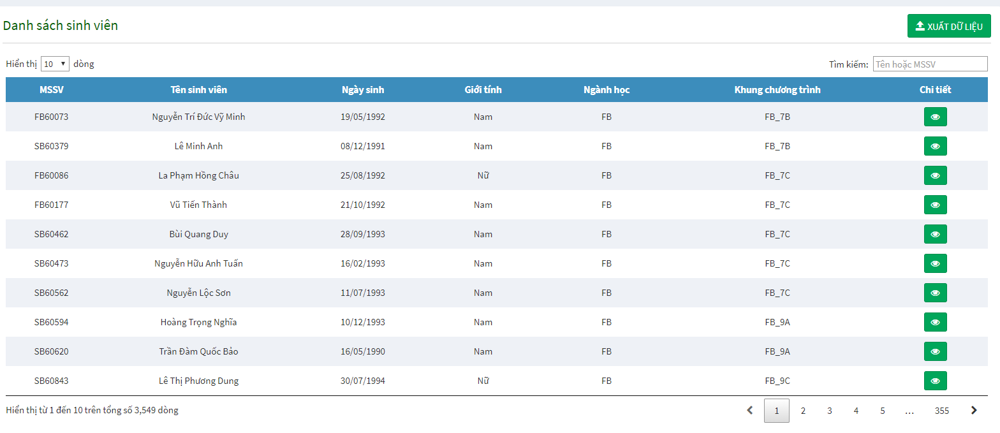 Danh sách sinh viên
XUẤT DỮ LIỆU
Hiển thị 10 dòng
Tìm kiếm: Tên hoặc MSSV
MSSV Tên sinh viên Ngày sinh Giới tính Ngành học Khung chương trình Chi tiết
FB60073 Nguyễn Trí Đức Vỹ Minh 19/05/1992 Nam FB FB_7B
SB60379 Lê Minh Anh 08/12/1991 Nam FB FB_7B
FB60086 La Phạm Hồng Châu 25/08/1992 Nữ FB FB_7C
FB60177 Vũ Tiến Thành 21/10/1992 Nam FB FB_7C
SB60462 Bùi Quang Duy 28/09/1993 Nam FB FB_7C
SB60473 Nguyễn Hữu Anh Tuấn 16/02/1993 Nam FB FB_7C
SB60562 Nguyễn Lộc Sơn 11/07/1993 Nam FB FB_7C
SB60594 Hoàng Trọng Nghĩa 10/12/1993 Nam FB FB_9A
SB60620 Trần Đàm Quốc Bảo 16/05/1990 Nam FB FB_9A
SB60843 Lê Thị Phương Dung 30/07/1994 Nữ FB FB_9C
Hiển thị từ 1 đến 10 trên tổng số 3,549 dòng
1 2 3 4 5 ... 355